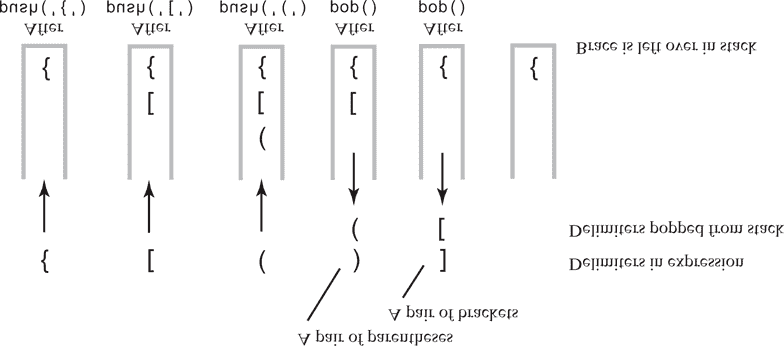 A pair of parentheses
A pair of brackets
{ [ ( ) ] Delimiters in expression
( [ Delimiters popped from stack
(
[ [ [
{ { { { { {
Brace is left over in stack
After After After After After
push('{') push('[') push('(') pop() pop()